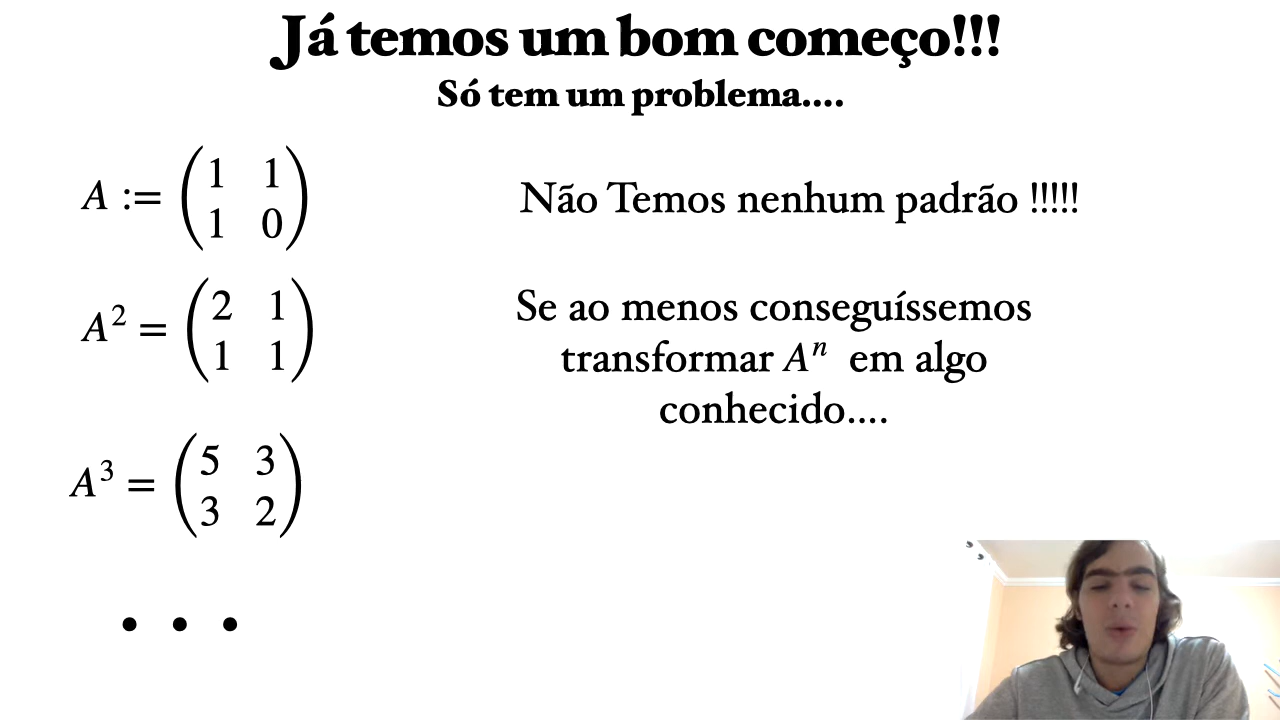 Já temos um bom começo!!!
Só tem um problema....
A := (1 1
1 0)
Não Temos nenhum padrão !!!!!
A² = (2 1
1 1)
Se ao menos conseguíssemos
transformar Aⁿ em algo
conhecido....
A³ = (5 3
3 2)
• • •